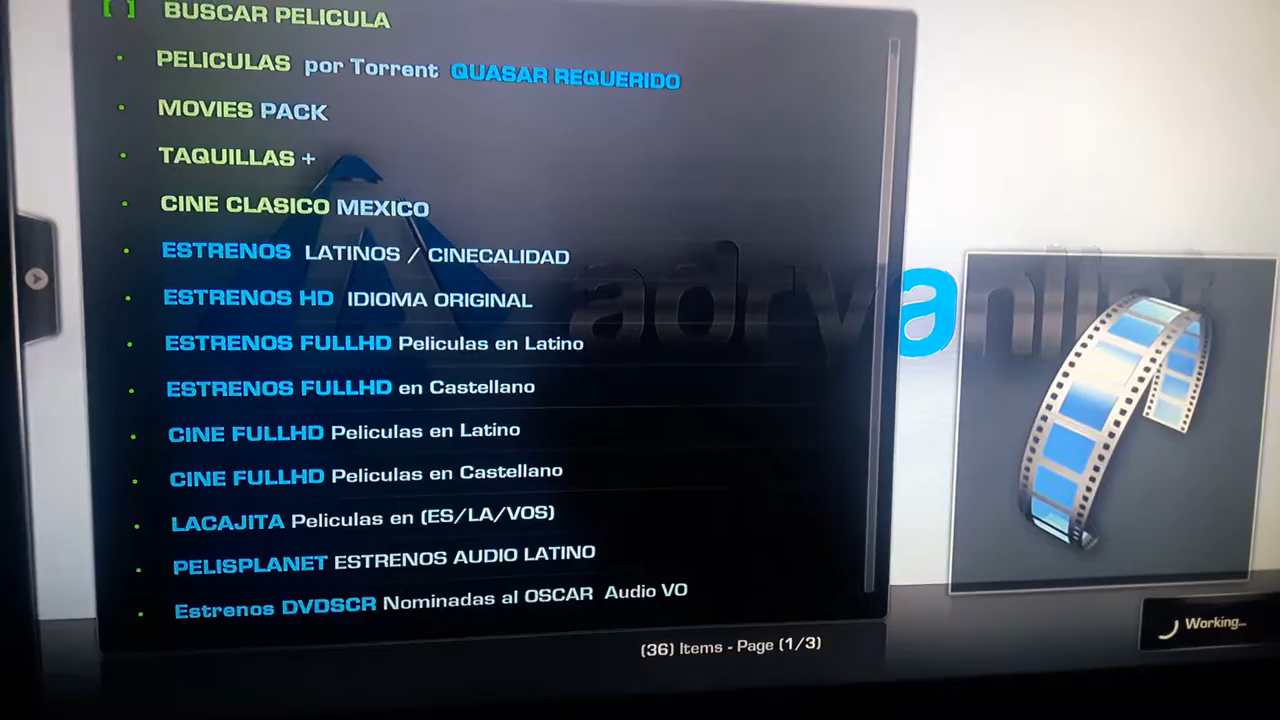 [ ] BUSCAR PELICULA
PELICULAS por Torrent QUASAR REQUERIDO
MOVIES PACK
TAQUILLAS +
CINE CLASICO MEXICO
ESTRENOS LATINOS / CINECALIDAD
ESTRENOS HD IDIOMA ORIGINAL
ESTRENOS FULLHD Peliculas en Latino
ESTRENOS FULLHD en Castellano
CINE FULLHD Peliculas en Latino
CINE FULLHD Peliculas en Castellano
LACAJITA Peliculas en (ES/LA/VOS)
PELISPLANET ESTRENOS AUDIO LATINO
Estrenos DVDSCR Nominadas al OSCAR Audio VO
(36) Items - Page (1/3)
Working...